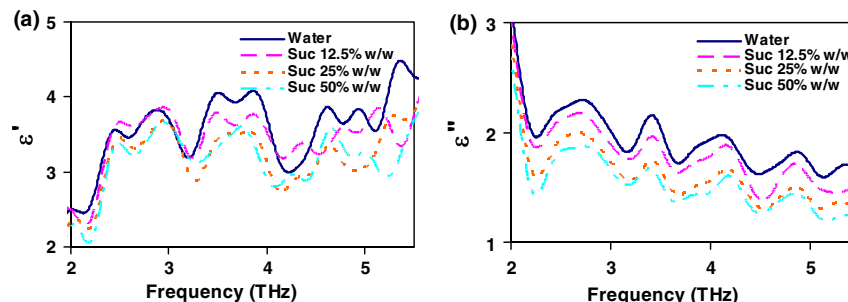 (a)
5
4
3
2
ε'
Water
Suc 12.5% w/w
Suc 25% w/w
Suc 50% w/w
2 3 4 5
Frequency (THz)
(b)
3
2
1
ε"
Water
Suc 12.5% w/w
Suc 25% w/w
Suc 50% w/w
2 3 4 5
Frequency (THz)